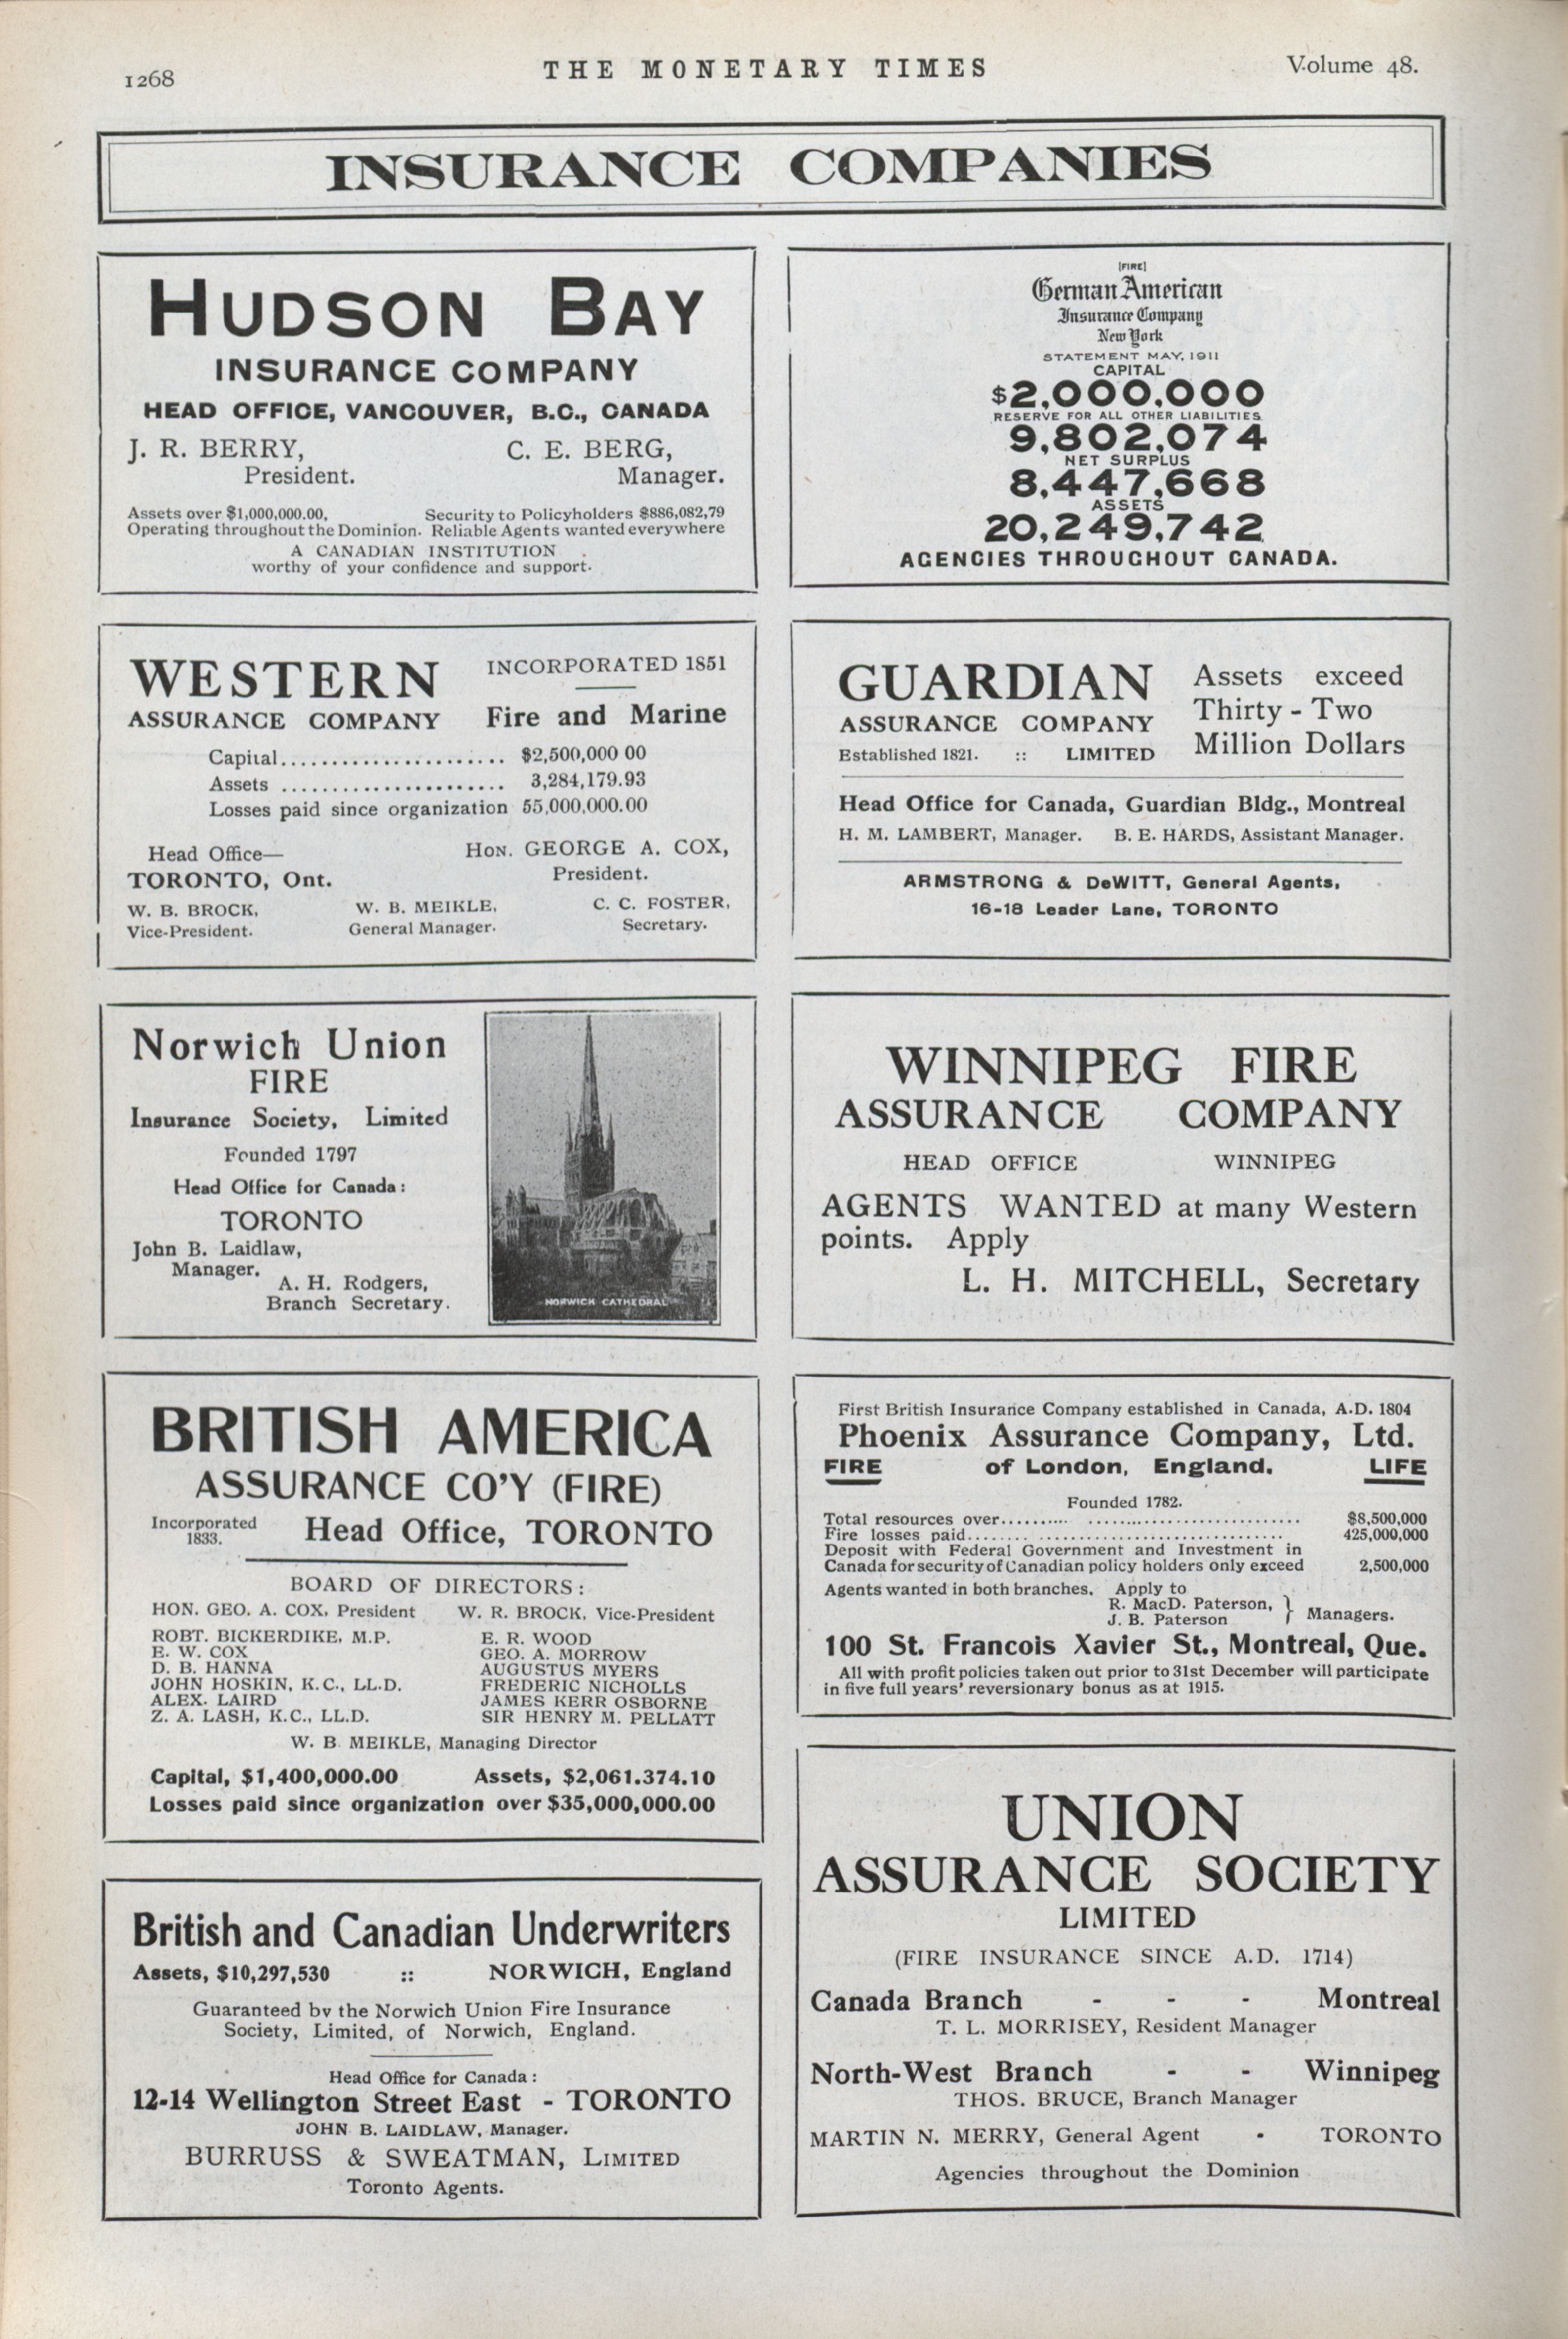 1268
THE MONETARY TIMES
Volume 48.
INSURANCE COMPANIES
HUDSON BAY
INSURANCE COMPANY
HEAD OFFICE, VANCOUVER, B.C., CANADA
J. R. BERRY, C. E. BERG,
President. Manager.
Assets over $1,000,000.00, Security to Policyholders $886,082,79
Operating throughout the Dominion. Reliable Agents wanted everywhere
A CANADIAN INSTITUTION
worthy of your confidence and support.
[FIRE]
German American
Insurance Company
New York
STATEMENT MAY, 1911
CAPITAL
$2,000,000
RESERVE FOR ALL OTHER LIABILITIES
9,802,074
NET SURPLUS
8,447,668
ASSETS
20,249,742
AGENCIES THROUGHOUT CANADA.
WESTERN INCORPORATED 1851
ASSURANCE COMPANY Fire and Marine
Capital...................... $2,500,000 00
Assets ...................... 3,284,179.93
Losses paid since organization 55,000,000.00
Head Office— HON. GEORGE A. COX,
TORONTO, Ont. President.
W. B. BROCK, W. B. MEIKLE, C. C. FOSTER,
Vice-President. General Manager. Secretary.
GUARDIAN Assets exceed
ASSURANCE COMPANY Thirty - Two
Established 1821. :: LIMITED Million Dollars
Head Office for Canada, Guardian Bldg., Montreal
H. M. LAMBERT, Manager. B. E. HARDS, Assistant Manager.
ARMSTRONG & DeWITT, General Agents,
16-18 Leader Lane, TORONTO
Norwich Union
FIRE
Insurance Society, Limited
Founded 1797
Head Office for Canada:
TORONTO
John B. Laidlaw,
Manager.
A. H. Rodgers,
Branch Secretary.
NORWICH CATHEDRAL
WINNIPEG FIRE
ASSURANCE COMPANY
HEAD OFFICE WINNIPEG
AGENTS WANTED at many Western
points. Apply
L. H. MITCHELL, Secretary
BRITISH AMERICA
ASSURANCE CO'Y (FIRE)
Incorporated
1833. Head Office, TORONTO
BOARD OF DIRECTORS:
HON. GEO. A. COX, President W. R. BROCK, Vice-President
ROBT. BICKERDIKE, M.P. E. R. WOOD
E. W. COX GEO. A. MORROW
D. B. HANNA AUGUSTUS MYERS
JOHN HOSKIN, K.C., LL.D. FREDERIC NICHOLLS
ALEX. LAIRD JAMES KERR OSBORNE
Z. A. LASH, K.C., LL.D. SIR HENRY M. PELLATT
W. B. MEIKLE, Managing Director
Capital, $1,400,000.00 Assets, $2,061.374.10
Losses paid since organization over $35,000,000.00
First British Insurance Company established in Canada, A.D. 1804
Phoenix Assurance Company, Ltd.
FIRE of London, England. LIFE
Founded 1782.
Total resources over.......... ................................ $8,500,000
Fire losses paid........ ................................ 425,000,000
Deposit with Federal Government and Investment in
Canada for security of Canadian policy holders only exceed 2,500,000
Agents wanted in both branches. Apply to
R. MacD. Paterson, } Managers.
J. B. Paterson
100 St. Francois Xavier St., Montreal, Que.
All with profit policies taken out prior to 31st December will participate
in five full years' reversionary bonus as at 1915.
British and Canadian Underwriters
Assets, $10,297,530 :: NORWICH, England
Guaranteed by the Norwich Union Fire Insurance
Society, Limited, of Norwich, England.
Head Office for Canada:
12-14 Wellington Street East - TORONTO
JOHN B. LAIDLAW, Manager.
BURRUSS & SWEATMAN, LIMITED
Toronto Agents.
UNION
ASSURANCE SOCIETY
LIMITED
(FIRE INSURANCE SINCE A.D. 1714)
Canada Branch - - - Montreal
T. L. MORRISEY, Resident Manager
North-West Branch - - Winnipeg
THOS. BRUCE, Branch Manager
MARTIN N. MERRY, General Agent - TORONTO
Agencies throughout the Dominion